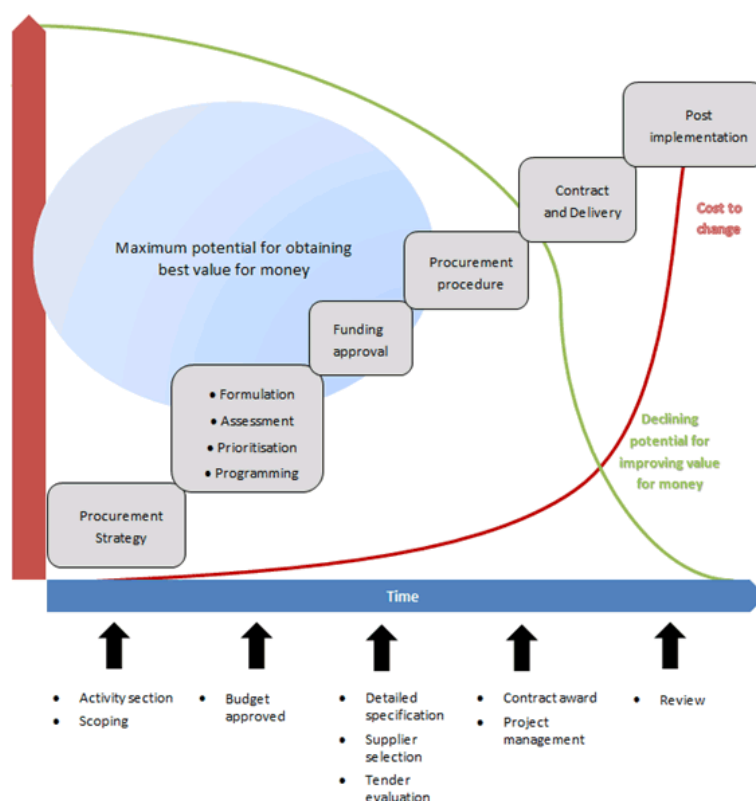 Post
implementation
Contract
and Delivery
Cost to
change
Maximum potential for obtaining
best value for money
Procurement
procedure
Funding
approval
• Formulation
• Assessment
• Prioritisation
• Programming
Declining
potential for
improving value
for money
Procurement
Strategy
Time
• Activity section
• Scoping
• Budget
approved
• Detailed
specification
• Supplier
selection
• Tender
evaluation
• Contract award
• Project
management
• Review